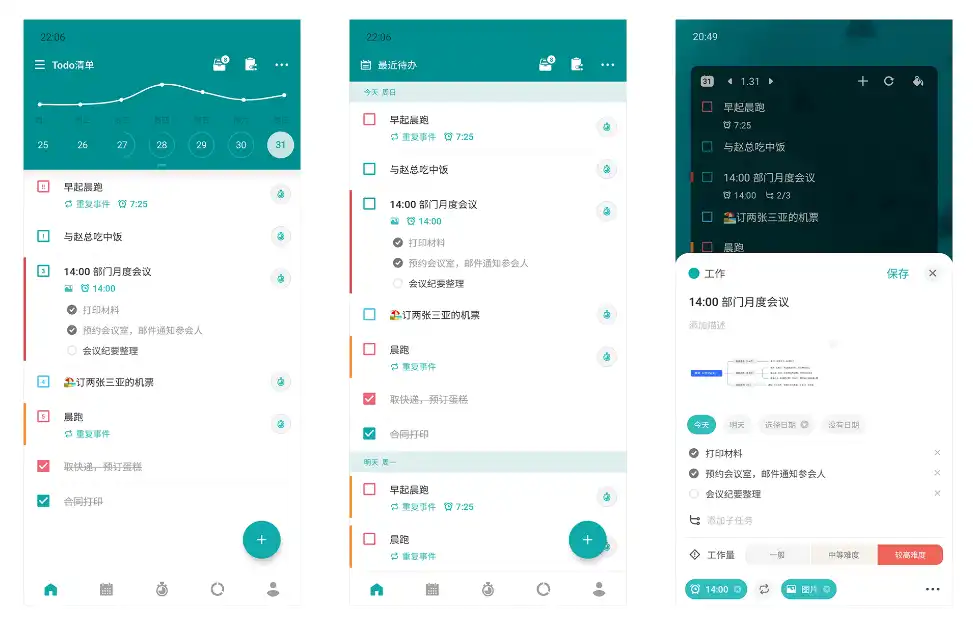 22:06
Todo清单
8
25 26 27 28 29 30 31
早起晨跑
重复事件 7:25
与赵总吃中饭
14:00 部门月度会议
14:00
打印材料
预约会议室，邮件通知参会人
会议纪要整理
订两张三亚的机票
晨跑
重复事件
取快递，预订蛋糕
合同打印
22:06
最近待办
8
今天 周日
早起晨跑
重复事件 7:25
与赵总吃中饭
14:00 部门月度会议
14:00
打印材料
预约会议室，邮件通知参会人
会议纪要整理
订两张三亚的机票
晨跑
重复事件
取快递，预订蛋糕
合同打印
明天 周一
早起晨跑
重复事件 7:25
晨跑
重复事件
20:49
31 1.31
早起晨跑
7:25
与赵总吃中饭
14:00 部门月度会议
14:00 2/3
订两张三亚的机票
晨跑
工作 保存
14:00 部门月度会议
添加描述
今天 明天 选择日期 没有日期
打印材料
预约会议室，邮件通知参会人
会议纪要整理
添加子任务
工作量 一般 中等难度 较高难度
14:00 图片